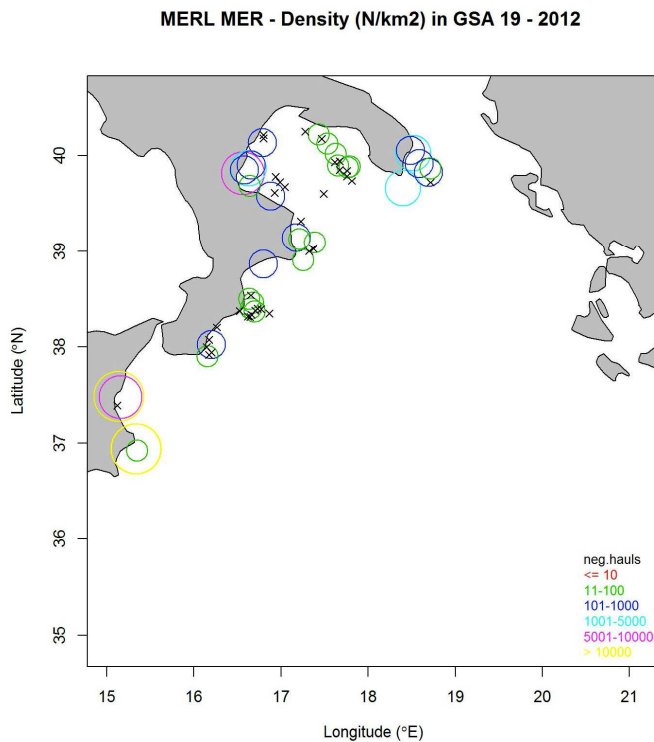 MERL MER - Density (N/km2) in GSA 19 - 2012
Latitude (°N)
40
39
38
37
36
35
neg.hauls
<= 10
11-100
101-1000
1001-5000
5001-10000
> 10000
15 16 17 18 19 20 21
Longitude (°E)